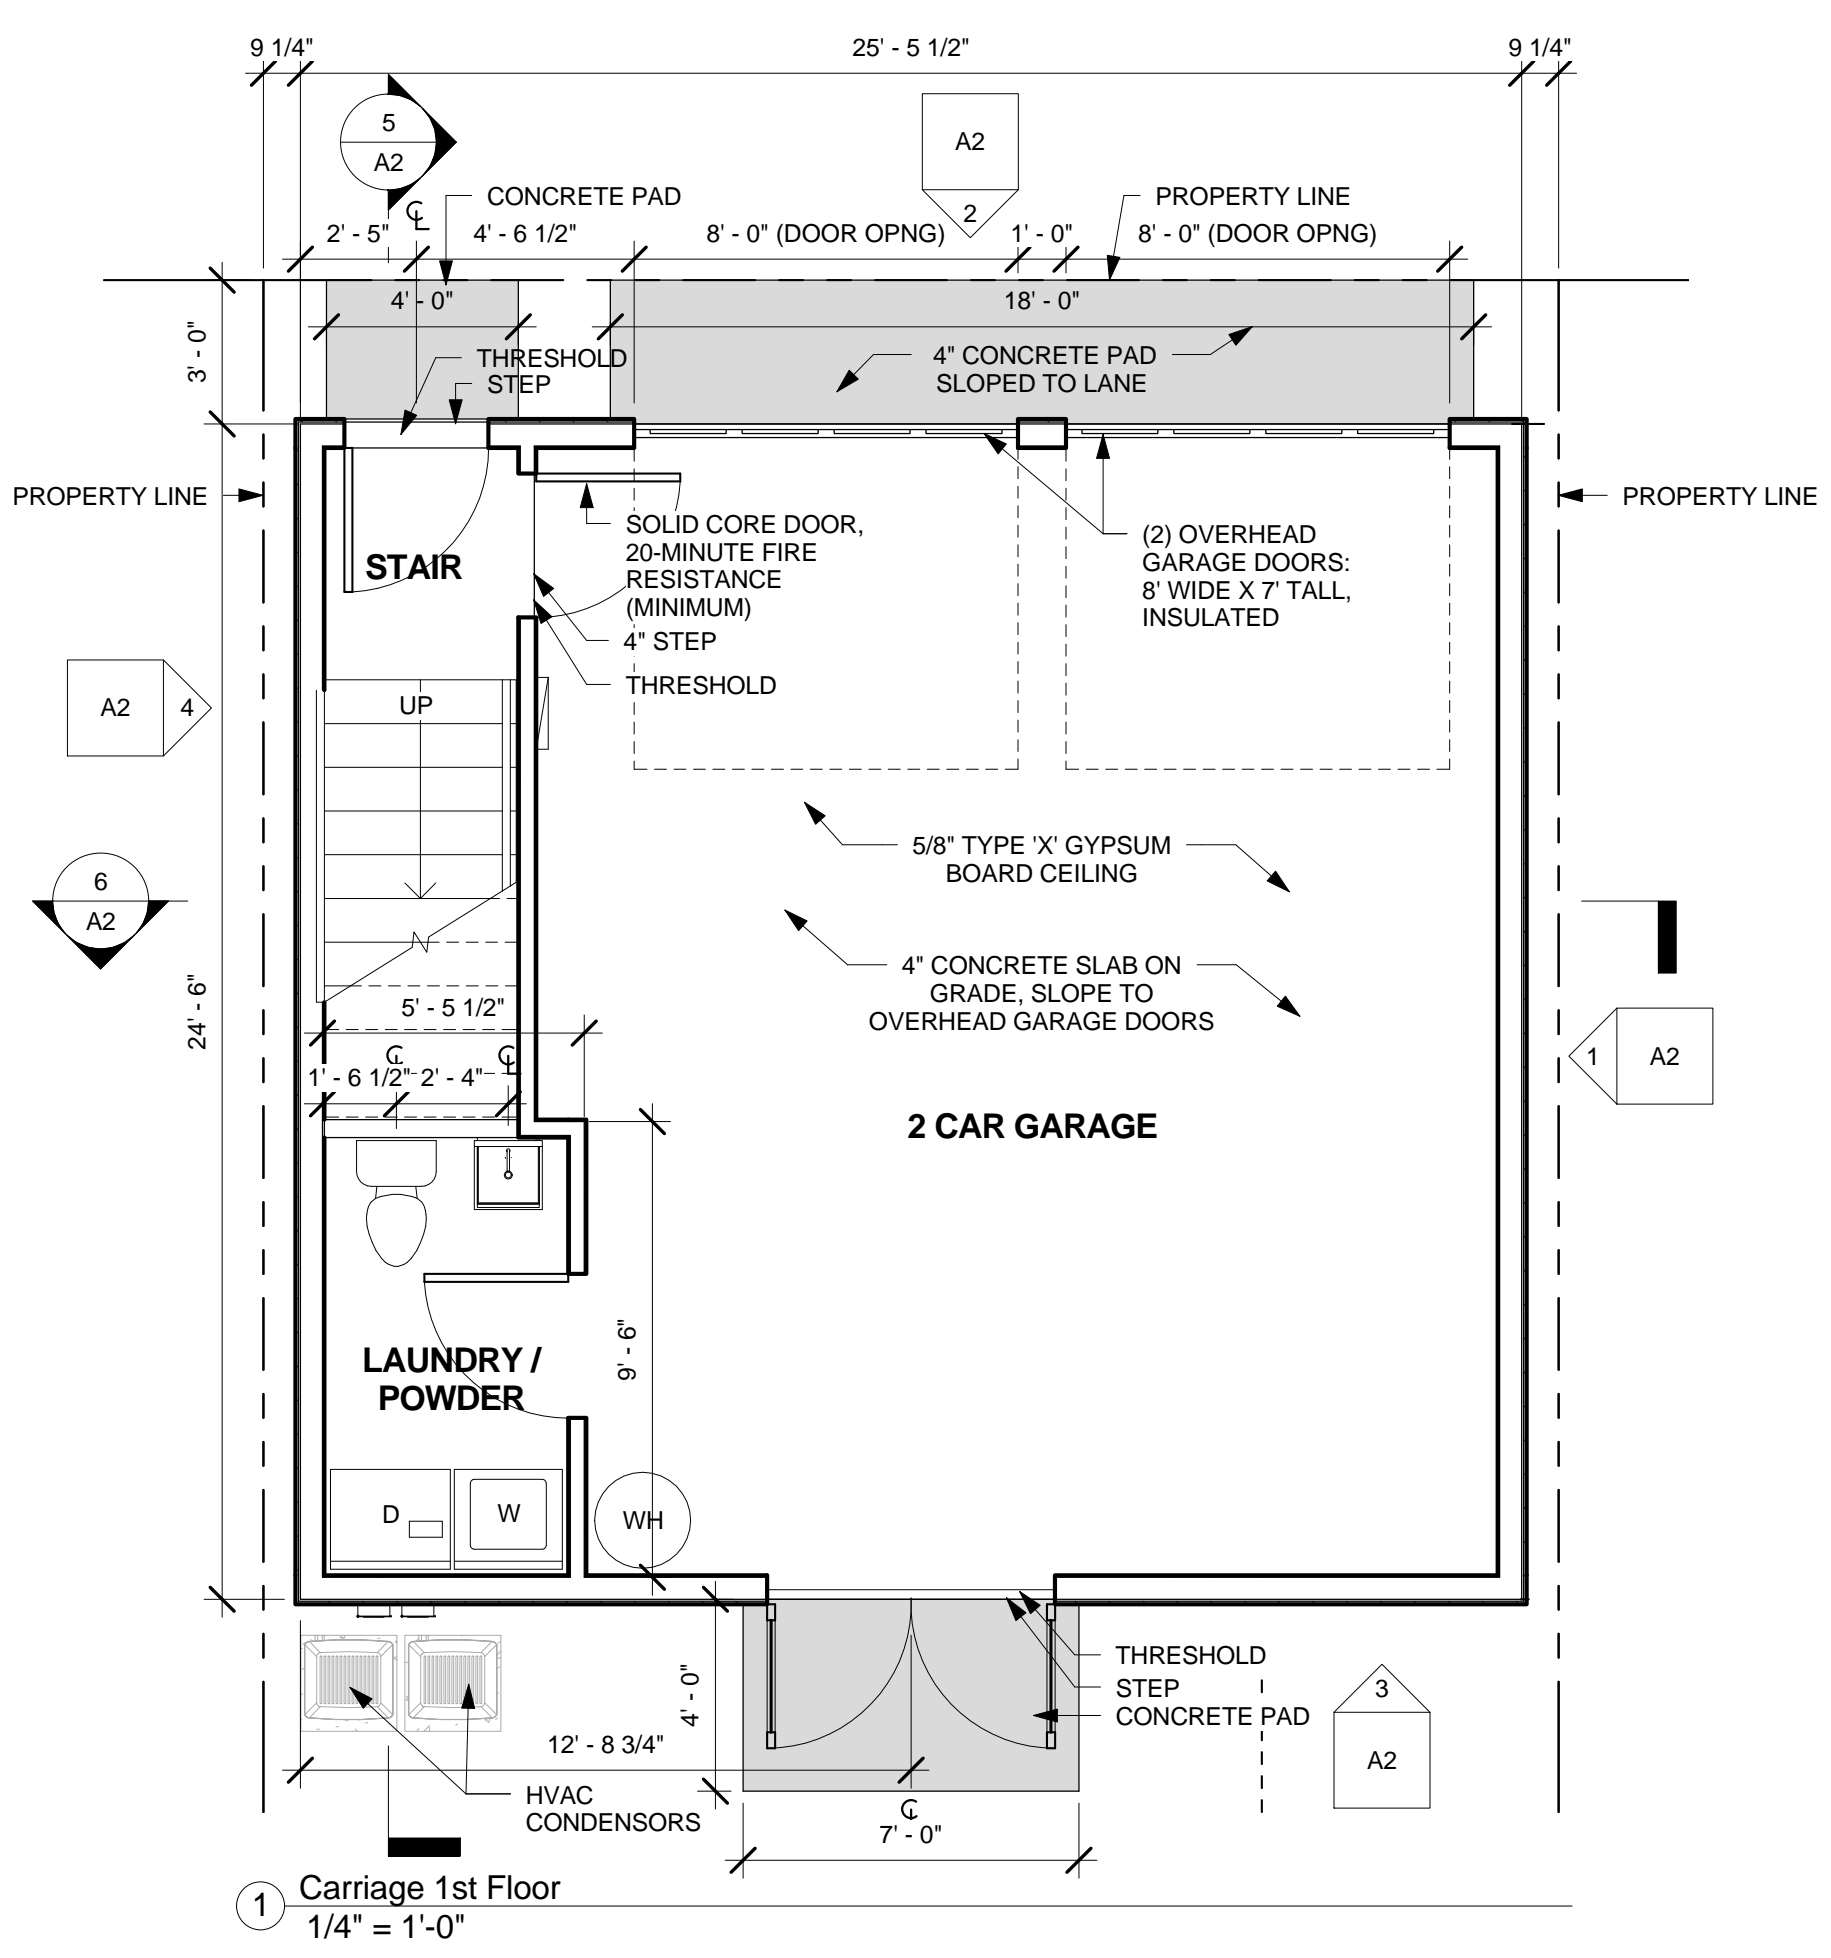 9 1/4"
25' - 5 1/2"
9 1/4"
5
A2
A2
2
CONCRETE PAD
PROPERTY LINE
2' - 5"
℄
4' - 6 1/2"
8' - 0" (DOOR OPNG)
1' - 0"
8' - 0" (DOOR OPNG)
4' - 0"
18' - 0"
3' - 0"
THRESHOLD
STEP
4" CONCRETE PAD
SLOPED TO LANE
PROPERTY LINE
PROPERTY LINE
STAIR
SOLID CORE DOOR,
20-MINUTE FIRE
RESISTANCE
(MINIMUM)
4" STEP
THRESHOLD
(2) OVERHEAD
GARAGE DOORS:
8' WIDE X 7' TALL,
INSULATED
A2
4
UP
5/8" TYPE 'X' GYPSUM
BOARD CEILING
6
A2
4" CONCRETE SLAB ON
GRADE, SLOPE TO
OVERHEAD GARAGE DOORS
24' - 6"
5' - 5 1/2"
℄
℄
1' - 6 1/2"
2' - 4"
1
A2
2 CAR GARAGE
9' - 6"
LAUNDRY /
POWDER
D
W
WH
THRESHOLD
STEP
CONCRETE PAD
3
A2
4' - 0"
12' - 8 3/4"
HVAC
CONDENSORS
℄
7' - 0"
1
Carriage 1st Floor
1/4" = 1'-0"